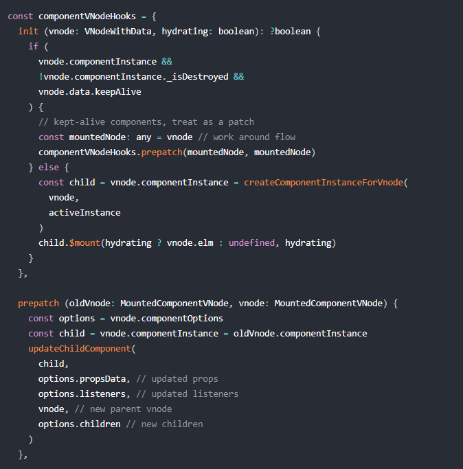 const componentVNodeHooks = {
  init (vnode: VNodeWithData, hydrating: boolean): ?boolean {
    if (
      vnode.componentInstance &&
      !vnode.componentInstance._isDestroyed &&
      vnode.data.keepAlive
    ) {
      // kept-alive components, treat as a patch
      const mountedNode: any = vnode // work around flow
      componentVNodeHooks.prepatch(mountedNode, mountedNode)
    } else {
      const child = vnode.componentInstance = createComponentInstanceForVnode(
        vnode,
        activeInstance
      )
      child.$mount(hydrating ? vnode.elm : undefined, hydrating)
    }
  },

  prepatch (oldVnode: MountedComponentVNode, vnode: MountedComponentVNode) {
    const options = vnode.componentOptions
    const child = vnode.componentInstance = oldVnode.componentInstance
    updateChildComponent(
      child,
      options.propsData, // updated props
      options.listeners, // updated listeners
      vnode, // new parent vnode
      options.children // new children
    )
  },